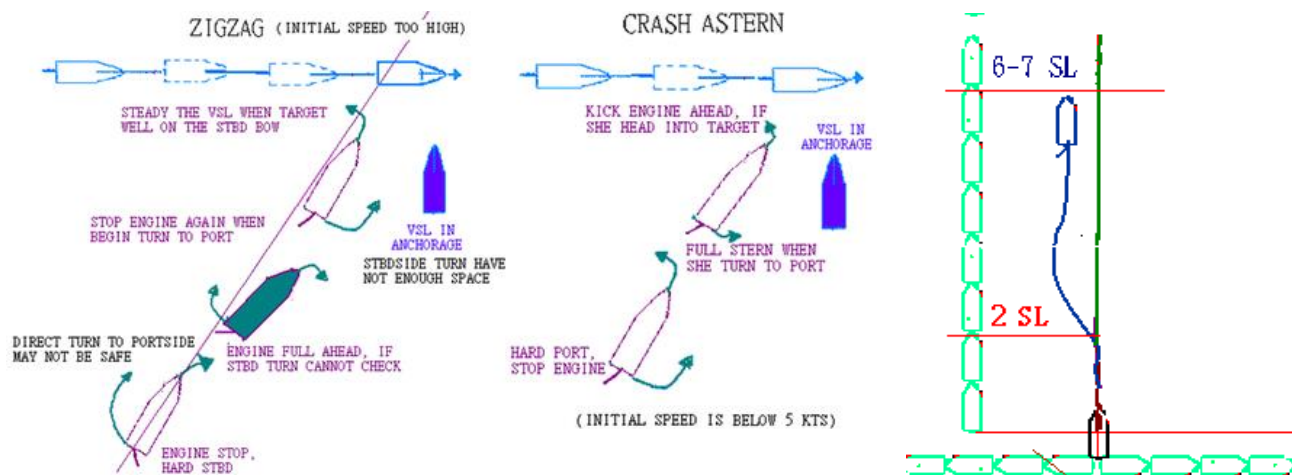 ZIGZAG (INITIAL SPEED TOO HIGH)
STEADY THE VSL WHEN TARGET
WELL ON THE STBD BOW
STOP ENGINE AGAIN WHEN
BEGIN TURN TO PORT
VSL IN
ANCHORAGE
STBDSIDE TURN HAVE
NOT ENOUGH SPACE
DIRECT TURN TO PORTSIDE
MAY NOT BE SAFE
ENGINE FULL AHEAD, IF
STBD TURN CANNOT CHECK
ENGINE STOP,
HARD STBD
CRASH ASTERN
KICK ENGINE AHEAD, IF
SHE HEAD INTO TARGET
VSL IN
ANCHORAGE
FULL STERN WHEN
SHE TURN TO PORT
HARD PORT,
STOP ENGINE
(INITIAL SPEED IS BELOW 5 KTS)
6-7 SL
2 SL